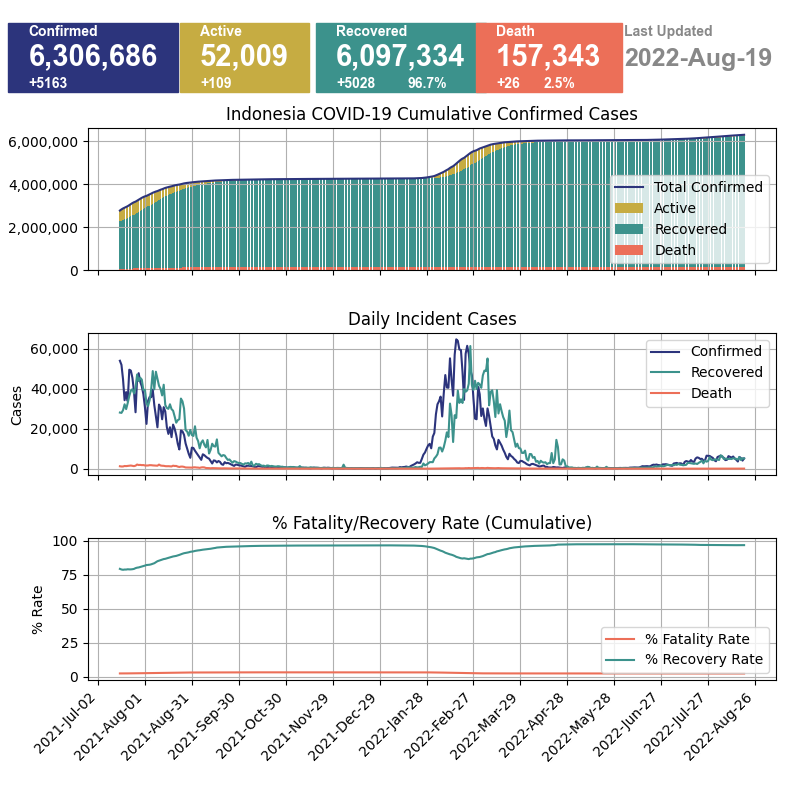 Confirmed
6,306,686
+5163
Active
52,009
+109
Recovered
6,097,334
+5028 96.7%
Death
157,343
+26 2.5%
Last Updated
2022-Aug-19
Indonesia COVID-19 Cumulative Confirmed Cases
6,000,000
4,000,000
2,000,000
0
Total Confirmed
Active
Recovered
Death
Daily Incident Cases
Cases
60,000
40,000
20,000
0
Confirmed
Recovered
Death
% Fatality/Recovery Rate (Cumulative)
% Rate
100
75
50
25
0
% Fatality Rate
% Recovery Rate
2021-Jul-02
2021-Aug-01
2021-Aug-31
2021-Sep-30
2021-Oct-30
2021-Nov-29
2021-Dec-29
2022-Jan-28
2022-Feb-27
2022-Mar-29
2022-Apr-28
2022-May-28
2022-Jun-27
2022-Jul-27
2022-Aug-26